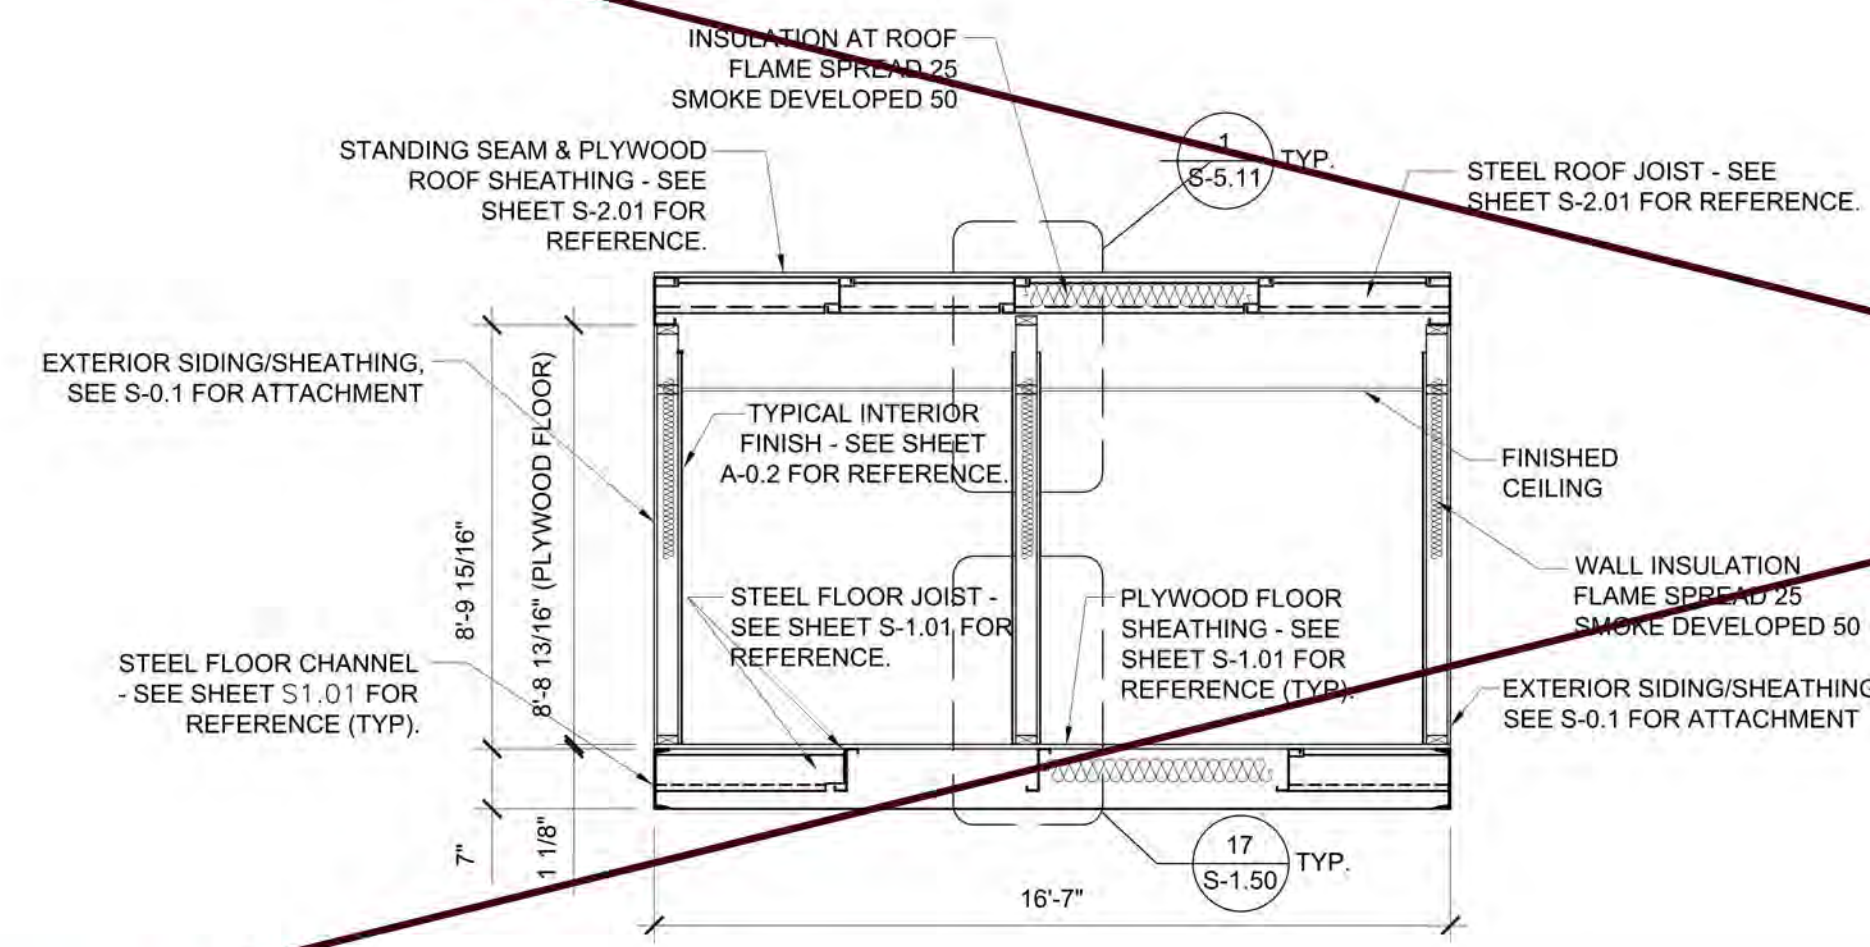 INSULATION AT ROOF
FLAME SPREAD 25
SMOKE DEVELOPED 50
1
S-5.11
TYP.
STANDING SEAM & PLYWOOD
ROOF SHEATHING - SEE
SHEET S-2.01 FOR
REFERENCE.
STEEL ROOF JOIST - SEE
SHEET S-2.01 FOR REFERENCE.
EXTERIOR SIDING/SHEATHING,
SEE S-0.1 FOR ATTACHMENT
8'-9 15/16"
8'-8 13/16" (PLYWOOD FLOOR)
TYPICAL INTERIOR
FINISH - SEE SHEET
A-0.2 FOR REFERENCE.
FINISHED
CEILING
WALL INSULATION
FLAME SPREAD 25
SMOKE DEVELOPED 50
STEEL FLOOR JOIST -
SEE SHEET S-1.01 FOR
REFERENCE.
PLYWOOD FLOOR
SHEATHING - SEE
SHEET S-1.01 FOR
REFERENCE (TYP).
STEEL FLOOR CHANNEL
- SEE SHEET S1.01 FOR
REFERENCE (TYP).
EXTERIOR SIDING/SHEATHING
SEE S-0.1 FOR ATTACHMENT
7"
1 1/8"
17
S-1.50
TYP.
16'-7"